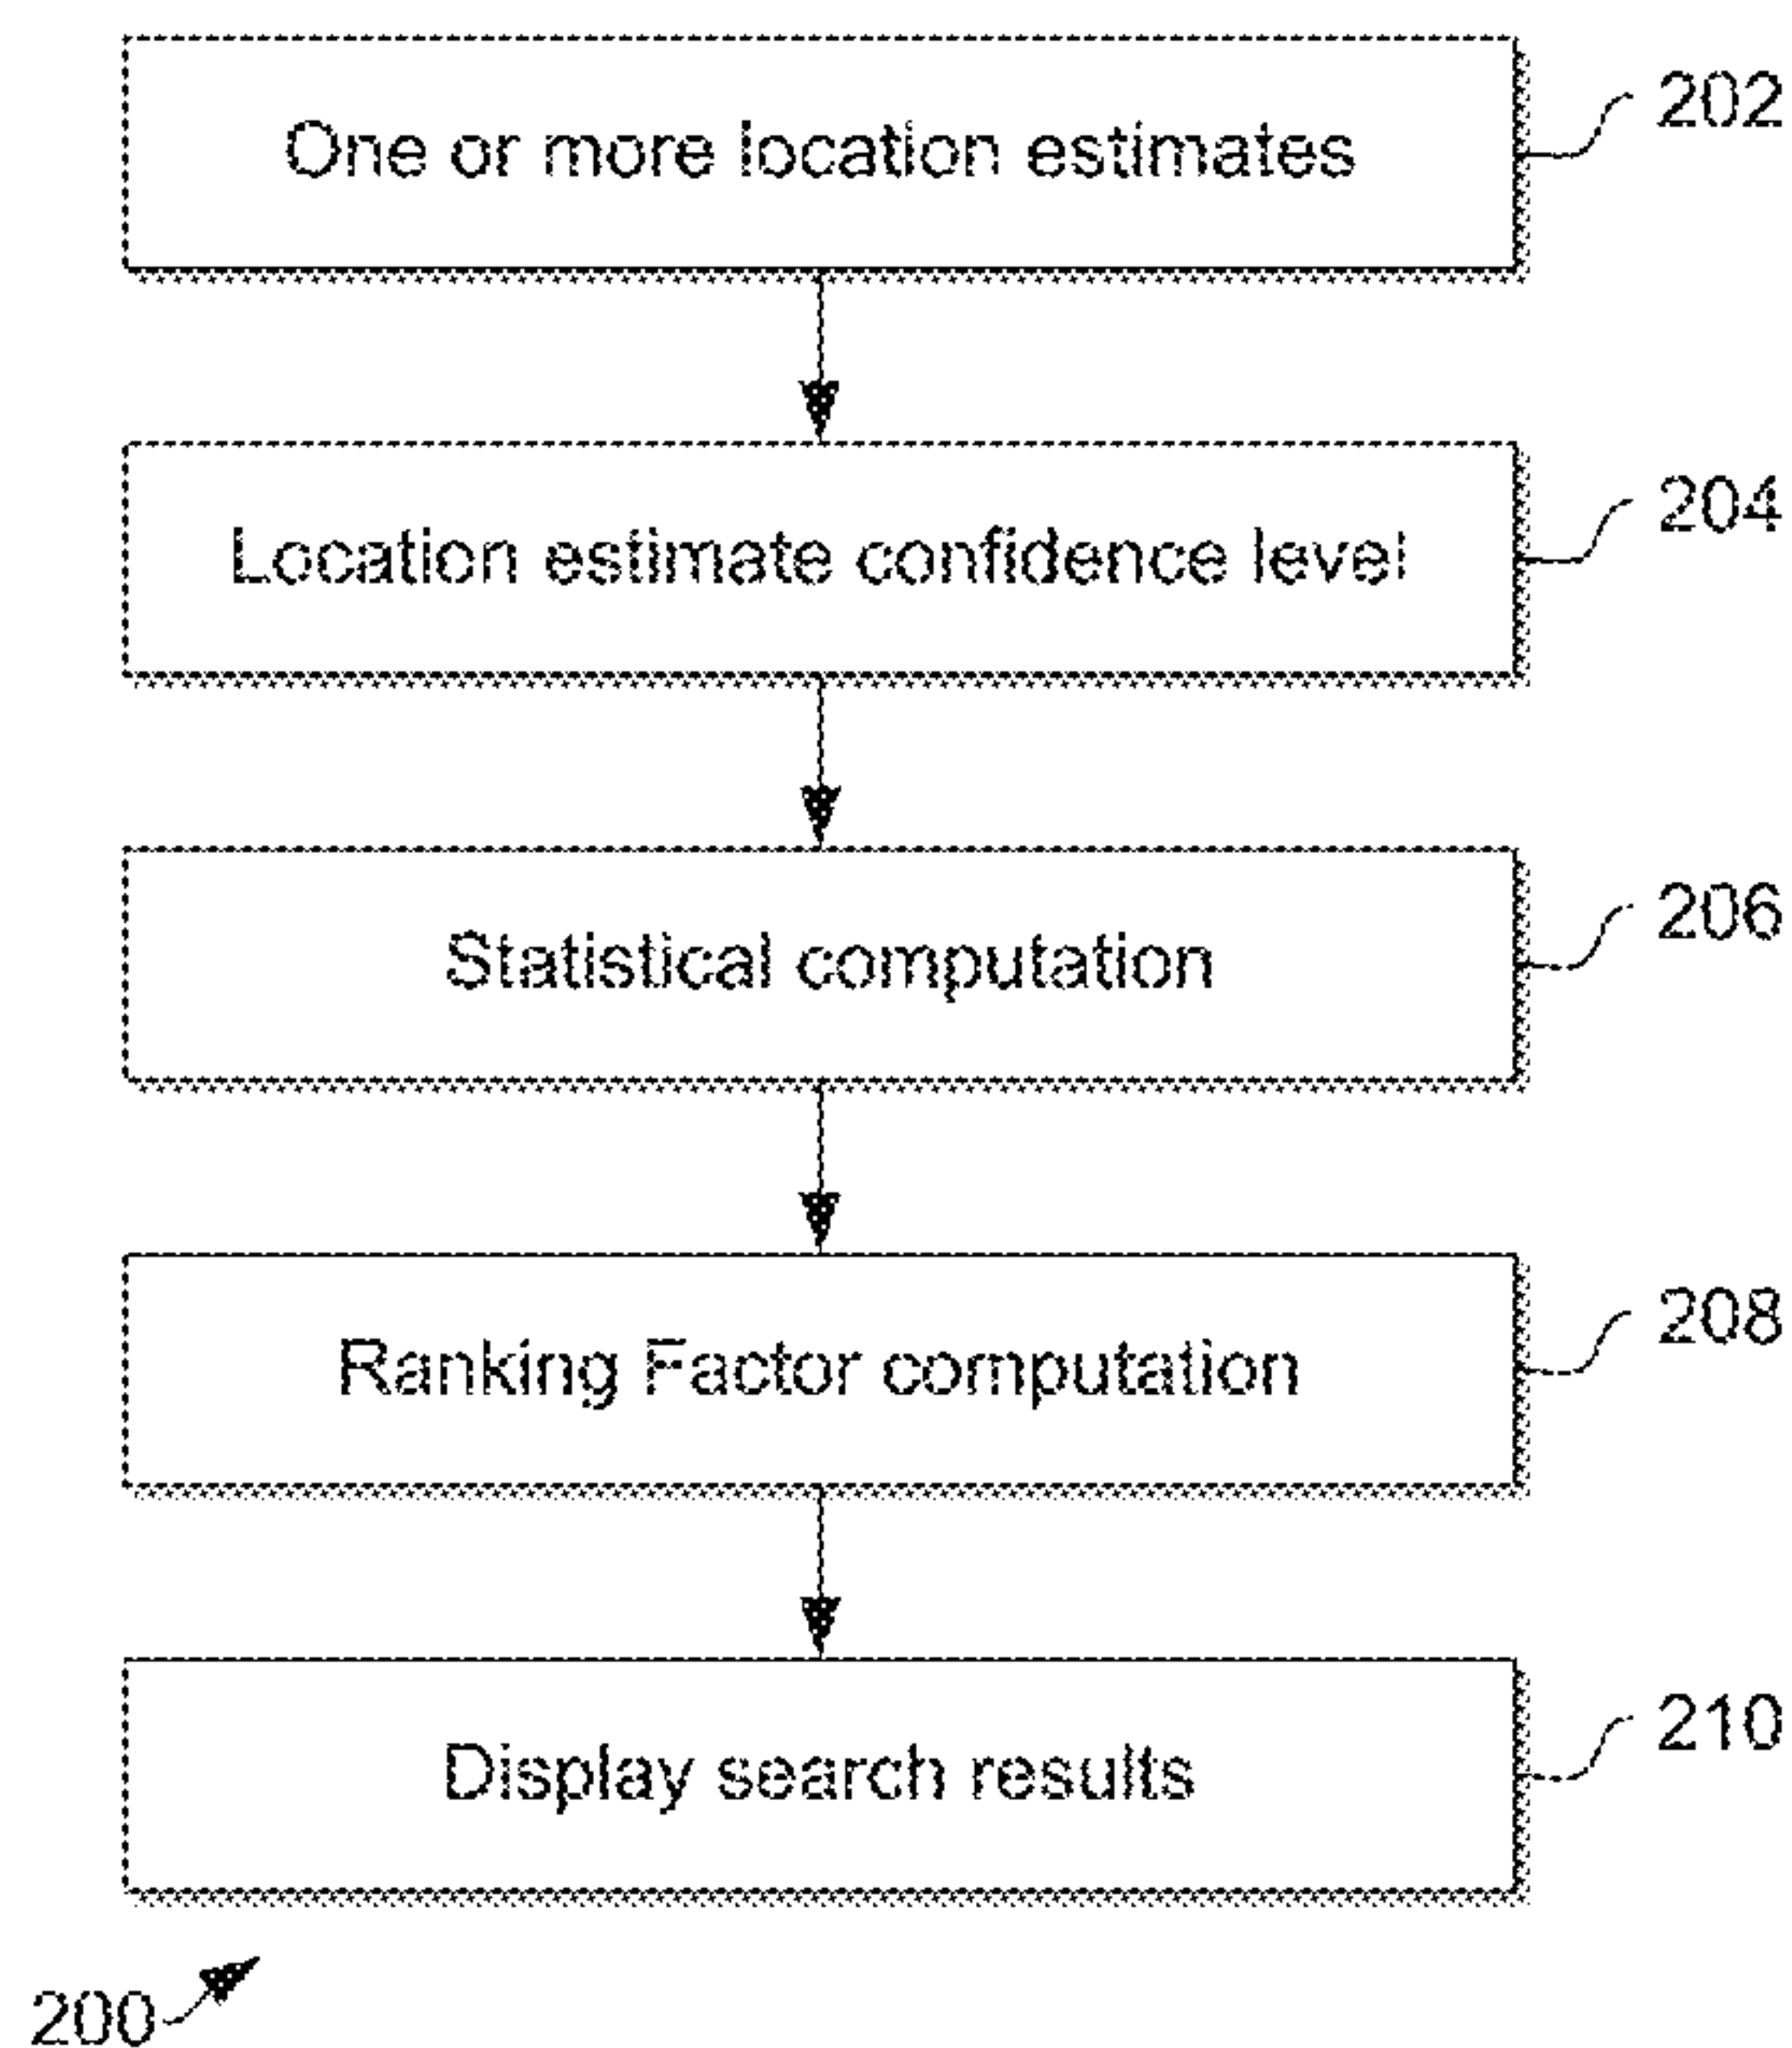 One or more location estimates
202
Location estimate confidence level
204
Statistical computation
206
Ranking Factor computation
208
Display search results
210
200